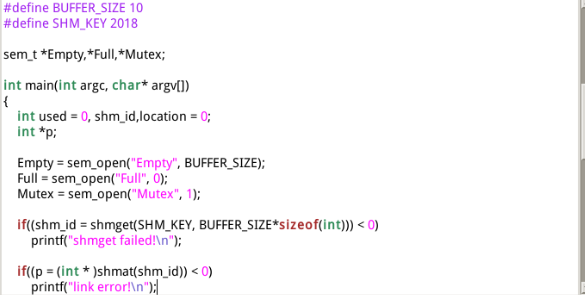 #define BUFFER_SIZE 10
#define SHM_KEY 2018
sem_t *Empty,*Full,*Mutex;
int main(int argc, char* argv[])
{
int used = 0, shm_id,location = 0;
int *p;
Empty = sem_open("Empty", BUFFER_SIZE);
Full = sem_open("Full", 0);
Mutex = sem_open("Mutex", 1);
if((shm_id = shmget(SHM_KEY, BUFFER_SIZE*sizeof(int))) < 0)
printf("shmget failed!\n");
if((p = (int * )shmat(shm_id)) < 0)
printf("link error!\n");